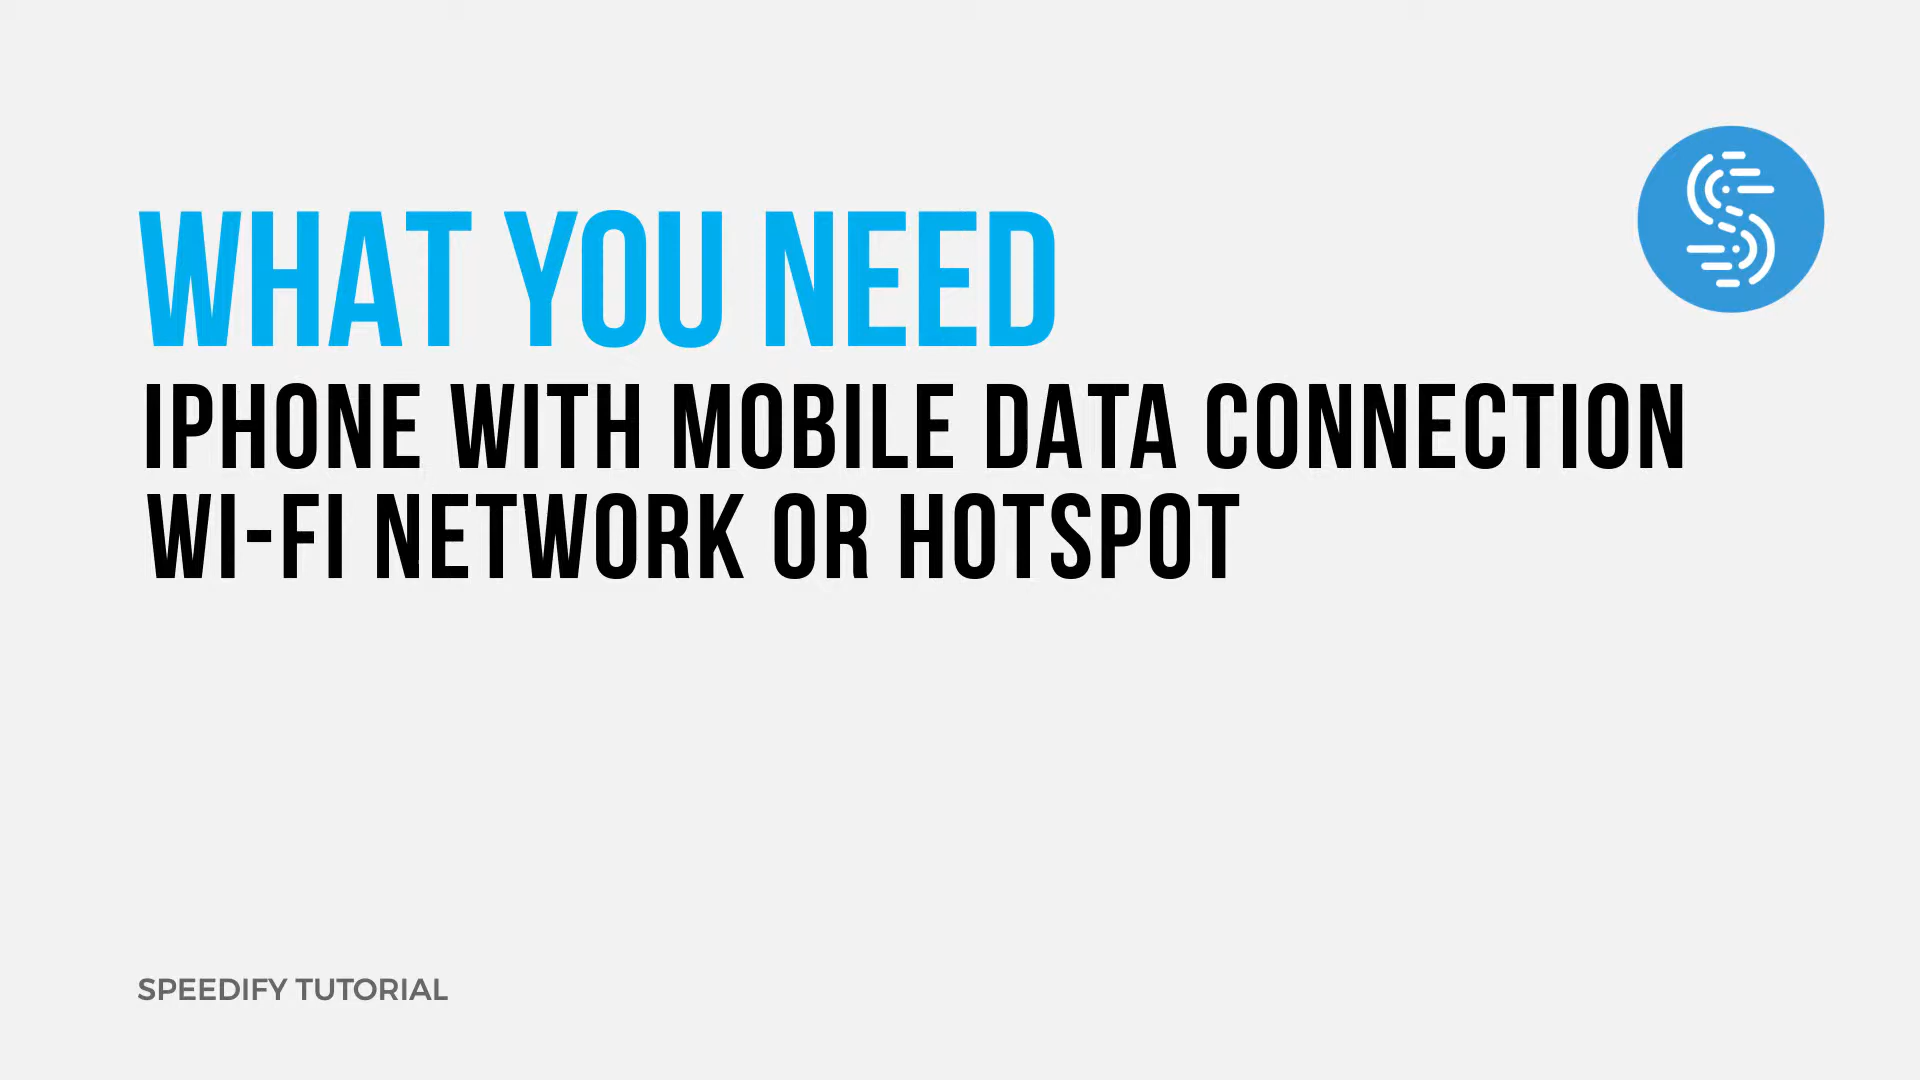 WHAT YOU NEED
IPHONE WITH MOBILE DATA CONNECTION
WI-FI NETWORK OR HOTSPOT
SPEEDIFY TUTORIAL